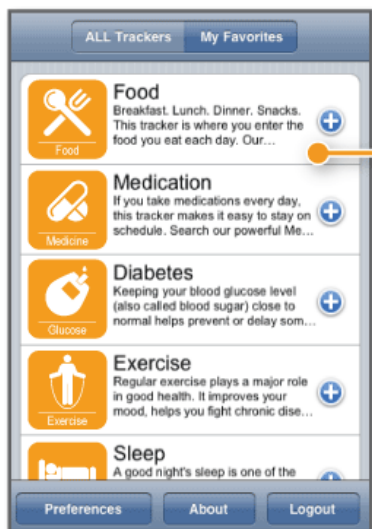 ALL Trackers My Favorites
Food
Breakfast. Lunch. Dinner. Snacks.
This tracker is where you enter the
food you eat each day. Our...
Food
Medication
If you take medications every day,
this tracker makes it easy to stay on
schedule. Search our powerful Me...
Medicine
Diabetes
Keeping your blood glucose level
(also called blood sugar) close to
normal helps prevent or delay som...
Glucose
Exercise
Regular exercise plays a major role
in good health. It improves your
mood, helps you fight chronic dise...
Exercise
Sleep
A good night's sleep is one of the
Preferences About Logout